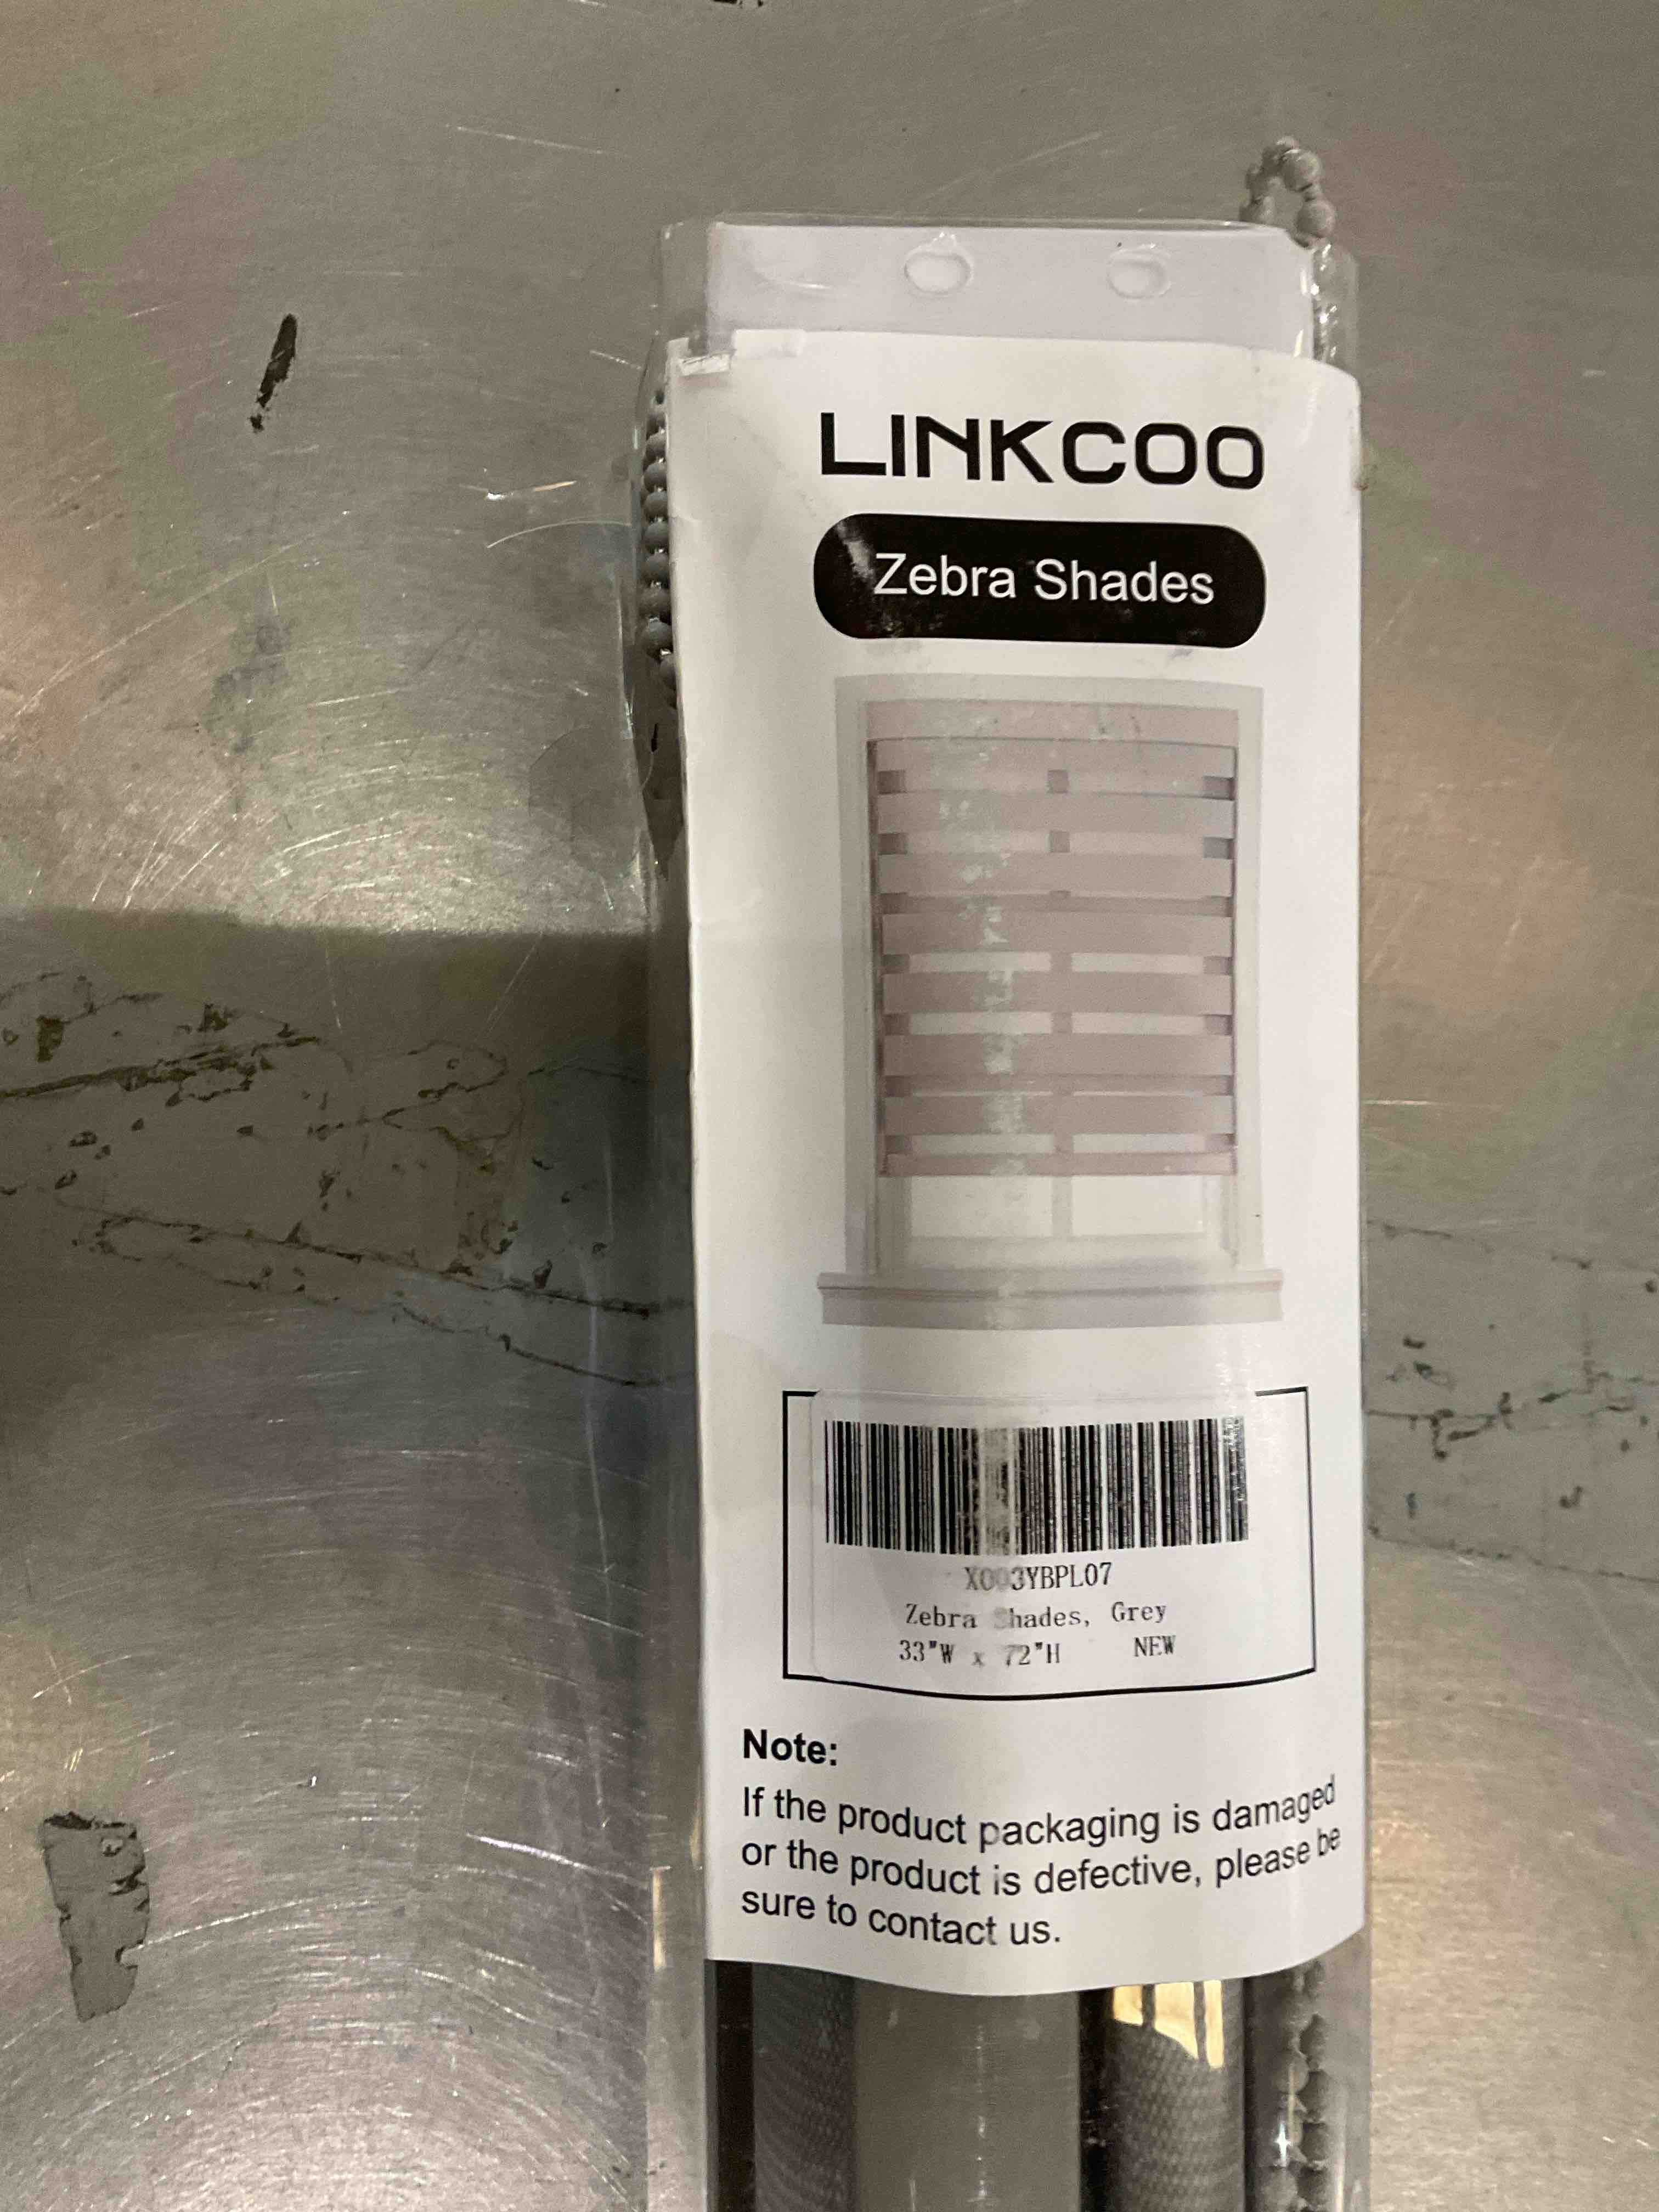 LINKCOO
Zebra Shades
X003YBPL07
Zebra Shades, Grey
33"W x 72"H NEW
Note:
If the product packaging is damaged
or the product is defective, please be
sure to contact us.